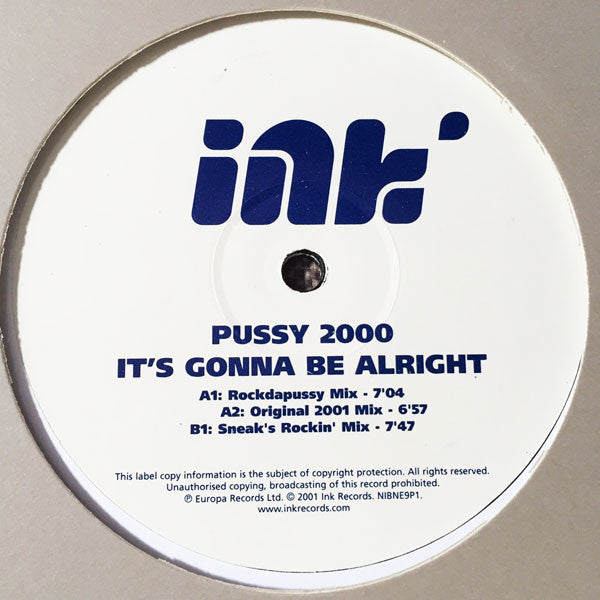 ink'
PUSSY 2000
IT'S GONNA BE ALRIGHT
A1: Rockdapussy Mix - 7'04
A2: Original 2001 Mix - 6'57
B1: Sneak's Rockin' Mix - 7'47
This label copy information is the subject of copyright protection. All rights reserved.
Unauthorised copying, broadcasting of this record prohibited.
℗ Europa Records Ltd. © 2001 Ink Records. NIBNE9P1.
www.inkrecords.com